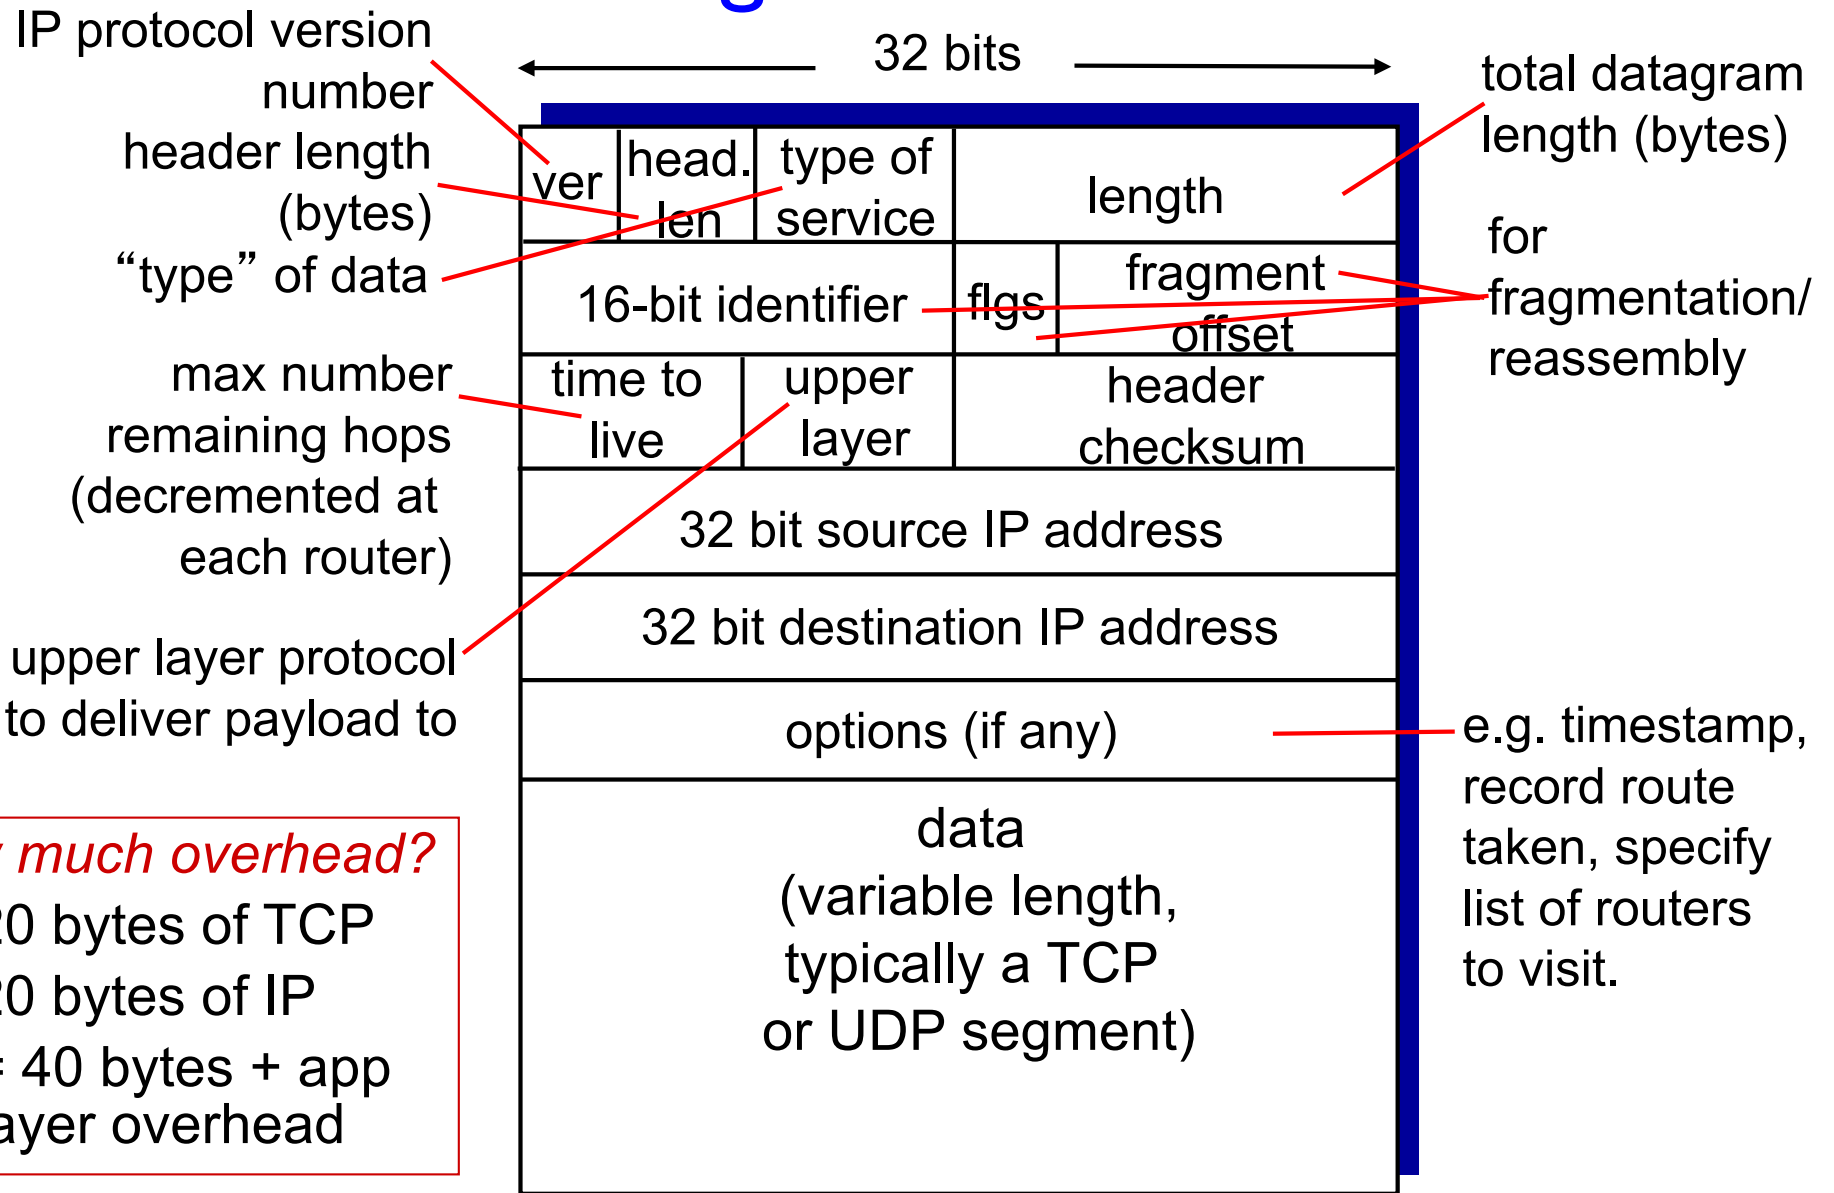 IP protocol version
number
header length
(bytes)
“type” of data
max number
remaining hops
(decremented at
each router)
upper layer protocol
to deliver payload to
much overhead?
20 bytes of TCP
20 bytes of IP
= 40 bytes + app
layer overhead
32 bits
ver
head.
len
type of
service
length
16-bit identifier
flgs
fragment
offset
time to
live
upper
layer
header
checksum
32 bit source IP address
32 bit destination IP address
options (if any)
data
(variable length,
typically a TCP
or UDP segment)
total datagram
length (bytes)
for
fragmentation/
reassembly
e.g. timestamp,
record route
taken, specify
list of routers
to visit.